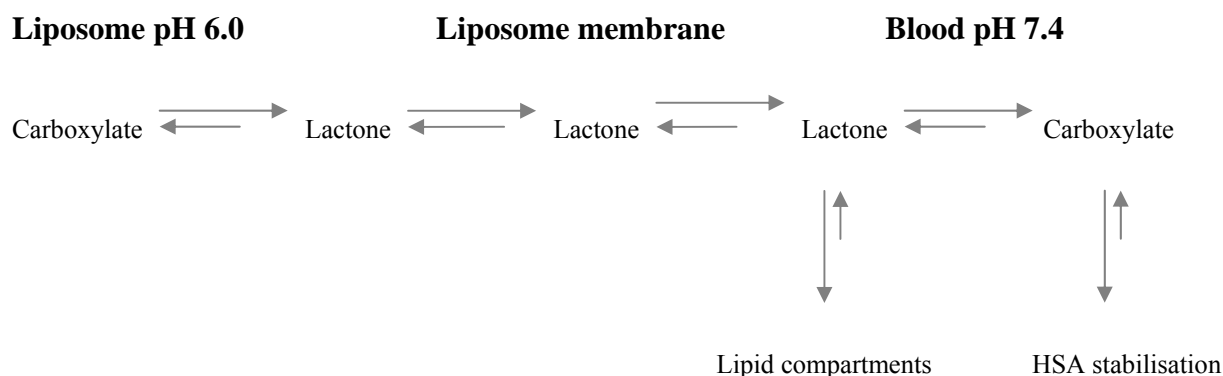 Liposome pH 6.0 Liposome membrane Blood pH 7.4
Carboxylate Lactone Lactone Lactone Carboxylate
Lipid compartments HSA stabilisation